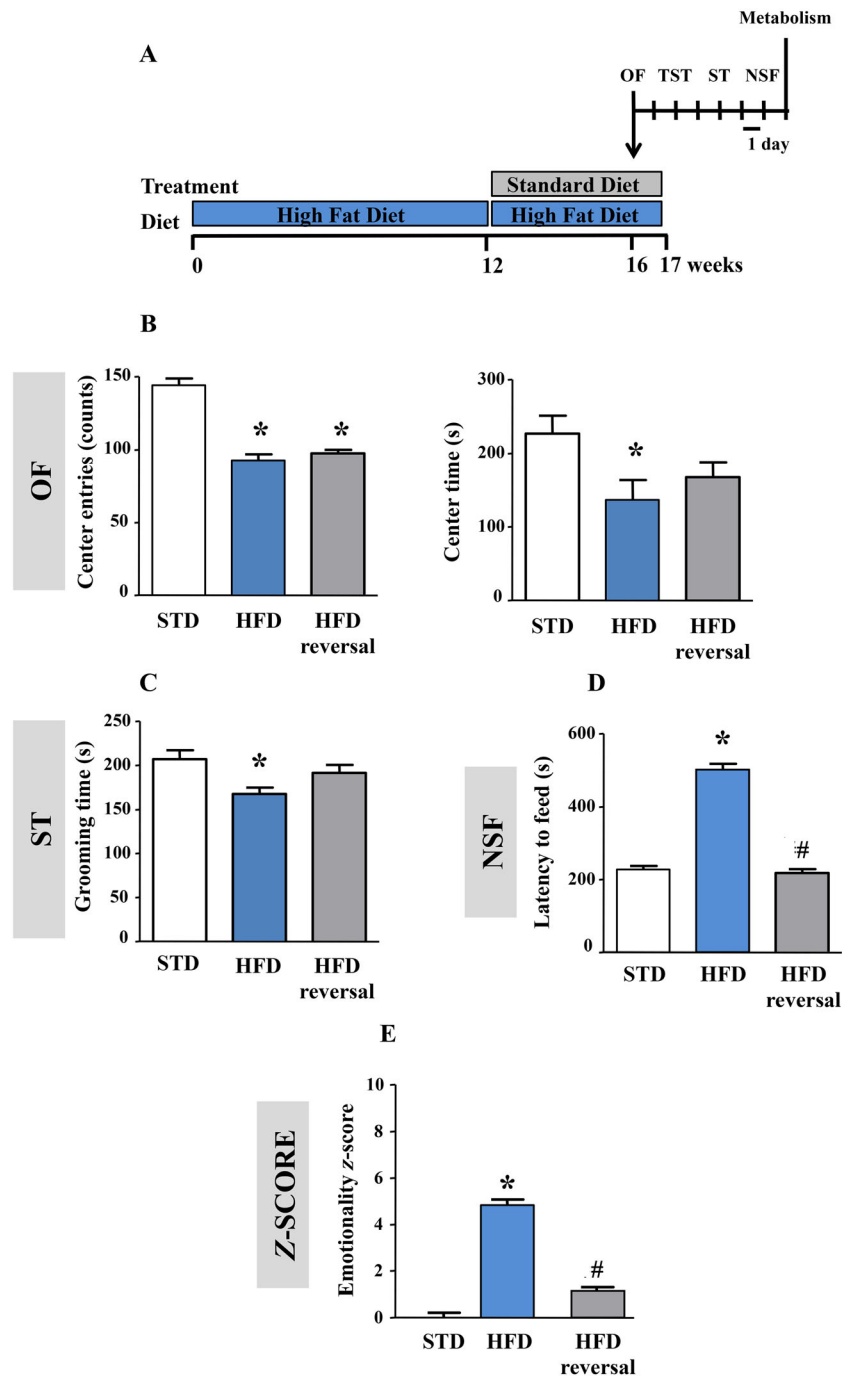 A
Metabolism
OF TST ST NSF
1 day
Treatment Standard Diet
Diet High Fat Diet High Fat Diet
0 12 16 17 weeks
B
OF
Center entries (counts)
150
100
50
0
*
*
STD HFD HFD
reversal
Center time (s)
300
200
100
0
*
STD HFD HFD
reversal
C
ST
Grooming time (s)
250
200
150
100
50
0
*
STD HFD HFD
reversal
D
NSF
Latency to feed (s)
600
400
200
0
*
#
STD HFD HFD
reversal
E
Z-SCORE
Emotionality z-score
10
8
6
4
2
0
*
#
STD HFD HFD
reversal